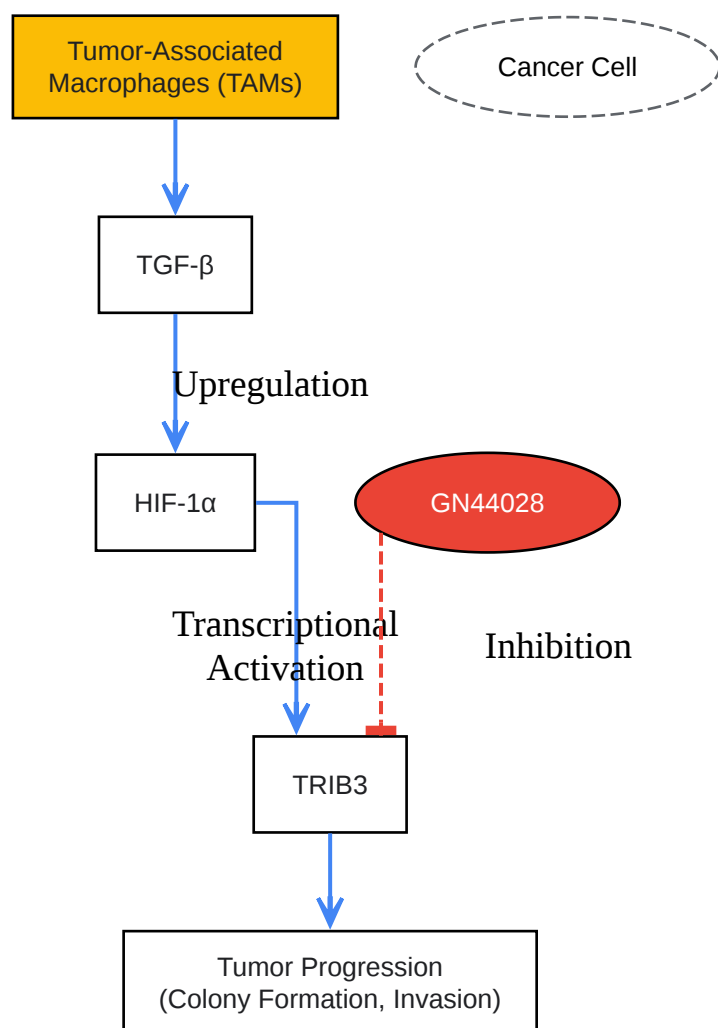 Tumor-Associated
Macrophages (TAMs)
Cancer Cell
TGF-β
Upregulation
HIF-1α
GN44028
Transcriptional
Activation
Inhibition
TRIB3
Tumor Progression
(Colony Formation, Invasion)